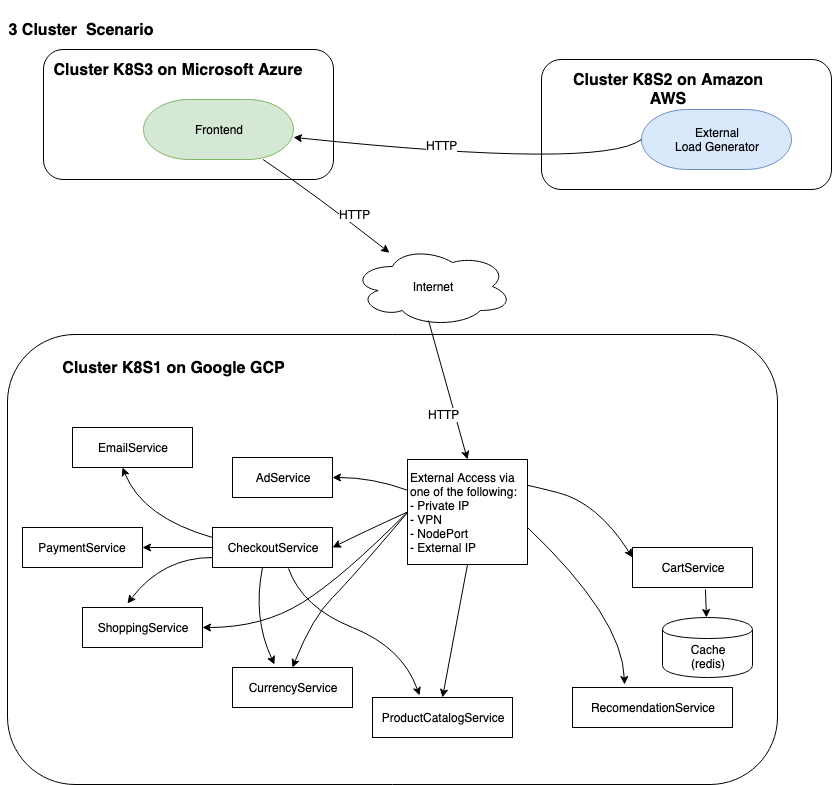 3 Cluster  Scenario
Cluster K8S3 on Microsoft Azure
Frontend
Cluster K8S2 on Amazon
AWS
External
Load Generator
HTTP
HTTP
Internet
Cluster K8S1 on Google GCP
HTTP
EmailService
AdService
External Access via
one of the following:
- Private IP
- VPN
- NodePort
- External IP
PaymentService
CheckoutService
CartService
ShoppingService
Cache
(redis)
CurrencyService
ProductCatalogService
RecomendationService